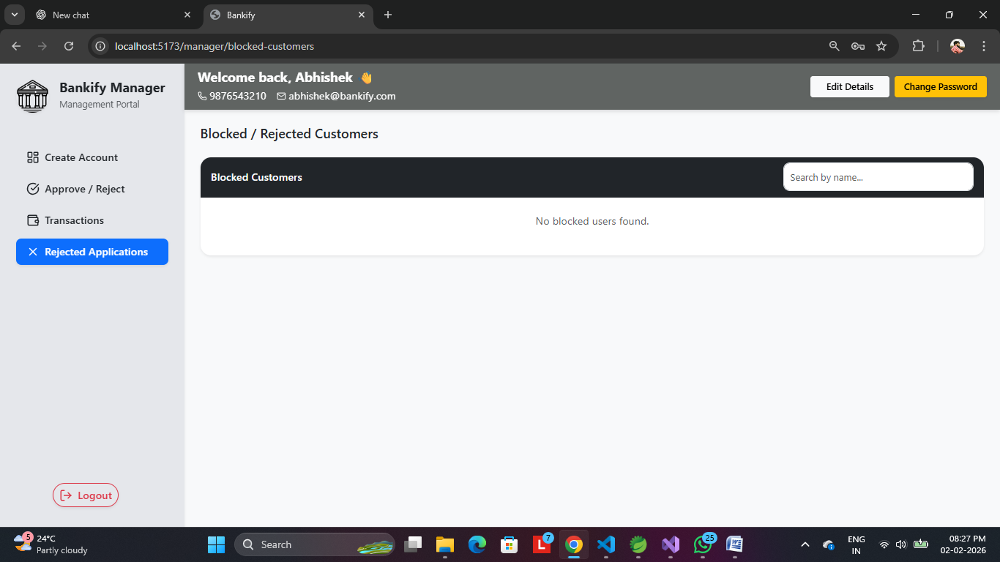 New chat
Bankify
localhost:5173/manager/blocked-customers
Bankify Manager
Management Portal
Welcome back, Abhishek 👋
9876543210 abhishek@bankify.com
Edit Details
Change Password
Create Account
Approve / Reject
Transactions
Rejected Applications
Logout
Blocked / Rejected Customers
Blocked Customers
Search by name...
No blocked users found.
5
24°C
Partly cloudy
Search
L
7
25
W
ENG
IN
08:27 PM
02-02-2026